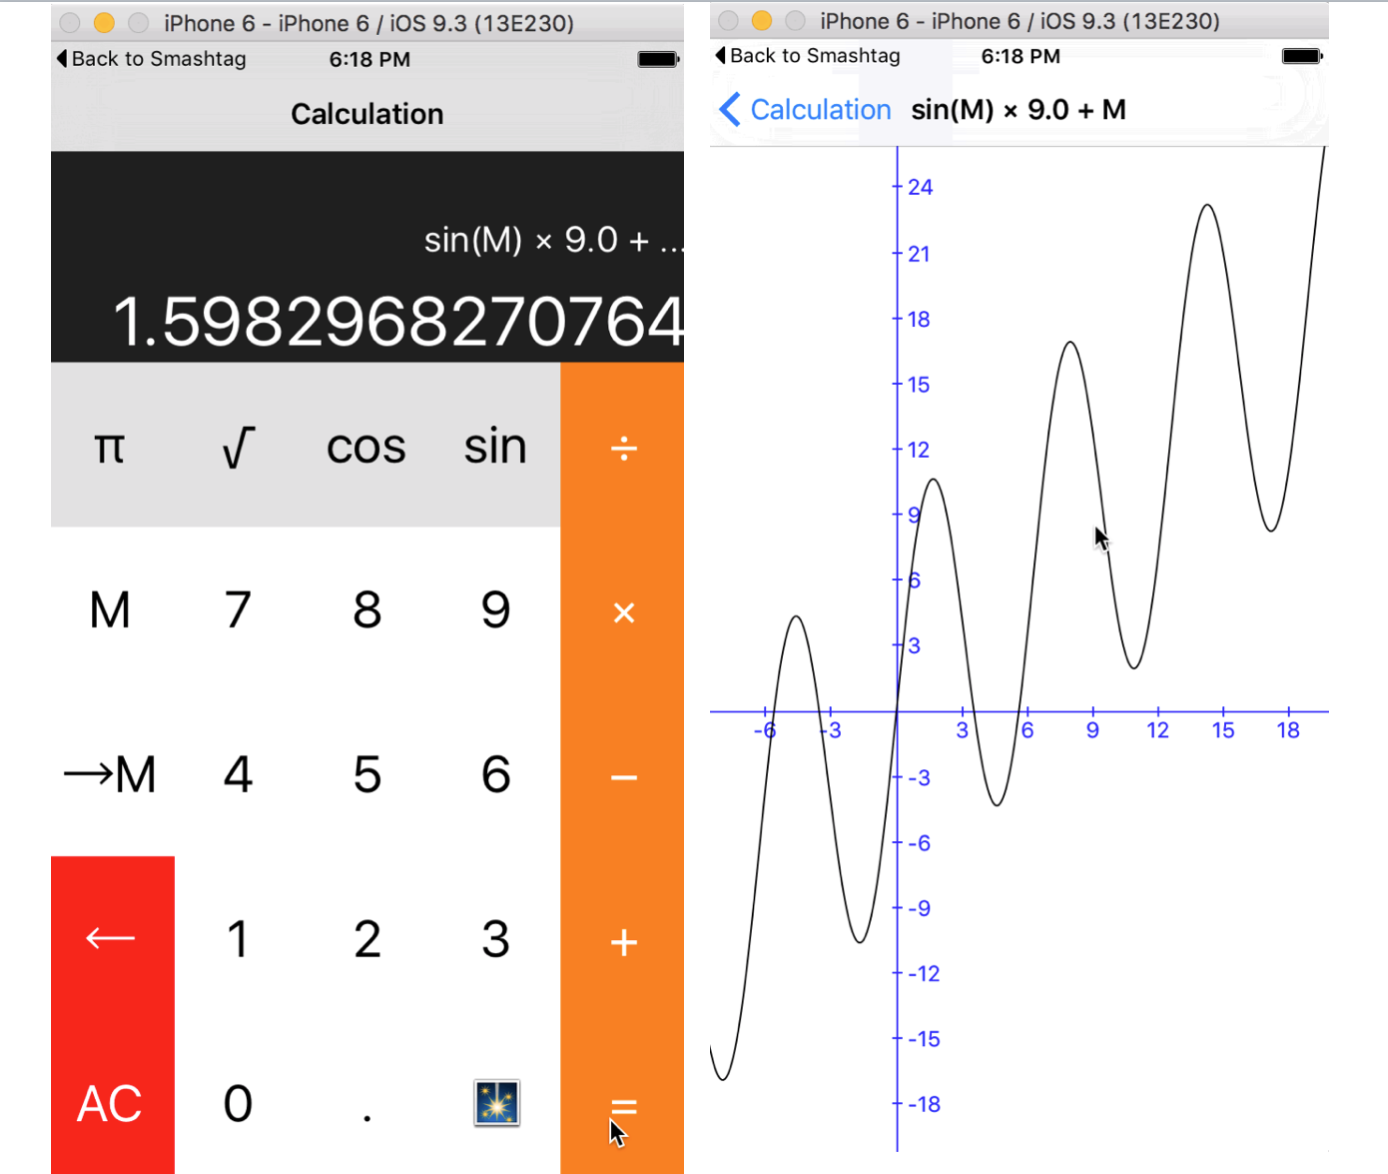 iPhone 6 - iPhone 6 / iOS 9.3 (13E230)
Back to Smashtag 6:18 PM
Calculation
sin(M) × 9.0 + ...
1.59829682707​64
π √ cos sin ÷
M 7 8 9 ×
→M 4 5 6 −
← 1 2 3 +
AC 0 . =
iPhone 6 - iPhone 6 / iOS 9.3 (13E230)
Back to Smashtag 6:18 PM
Calculation sin(M) × 9.0 + M
24
21
18
15
12
9
6
3
-6 -3 3 6 9 12 15 18
-3
-6
-9
-12
-15
-18